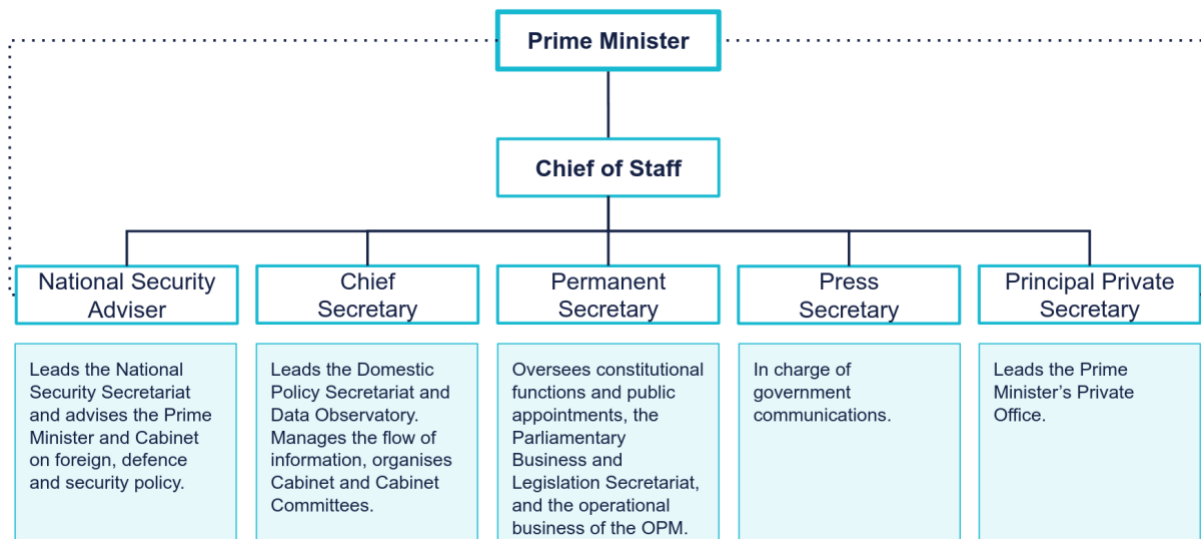 Prime Minister
Chief of Staff
National Security
Adviser
Chief
Secretary
Permanent
Secretary
Press
Secretary
Principal Private
Secretary
Leads the National
Security Secretariat
and advises the Prime
Minister and Cabinet
on foreign, defence
and security policy.
Leads the Domestic
Policy Secretariat and
Data Observatory.
Manages the flow of
information, organises
Cabinet and Cabinet
Committees.
Oversees constitutional
functions and public
appointments, the
Parliamentary
Business and
Legislation Secretariat,
and the operational
business of the OPM.
In charge of
government
communications.
Leads the Prime
Minister’s Private
Office.